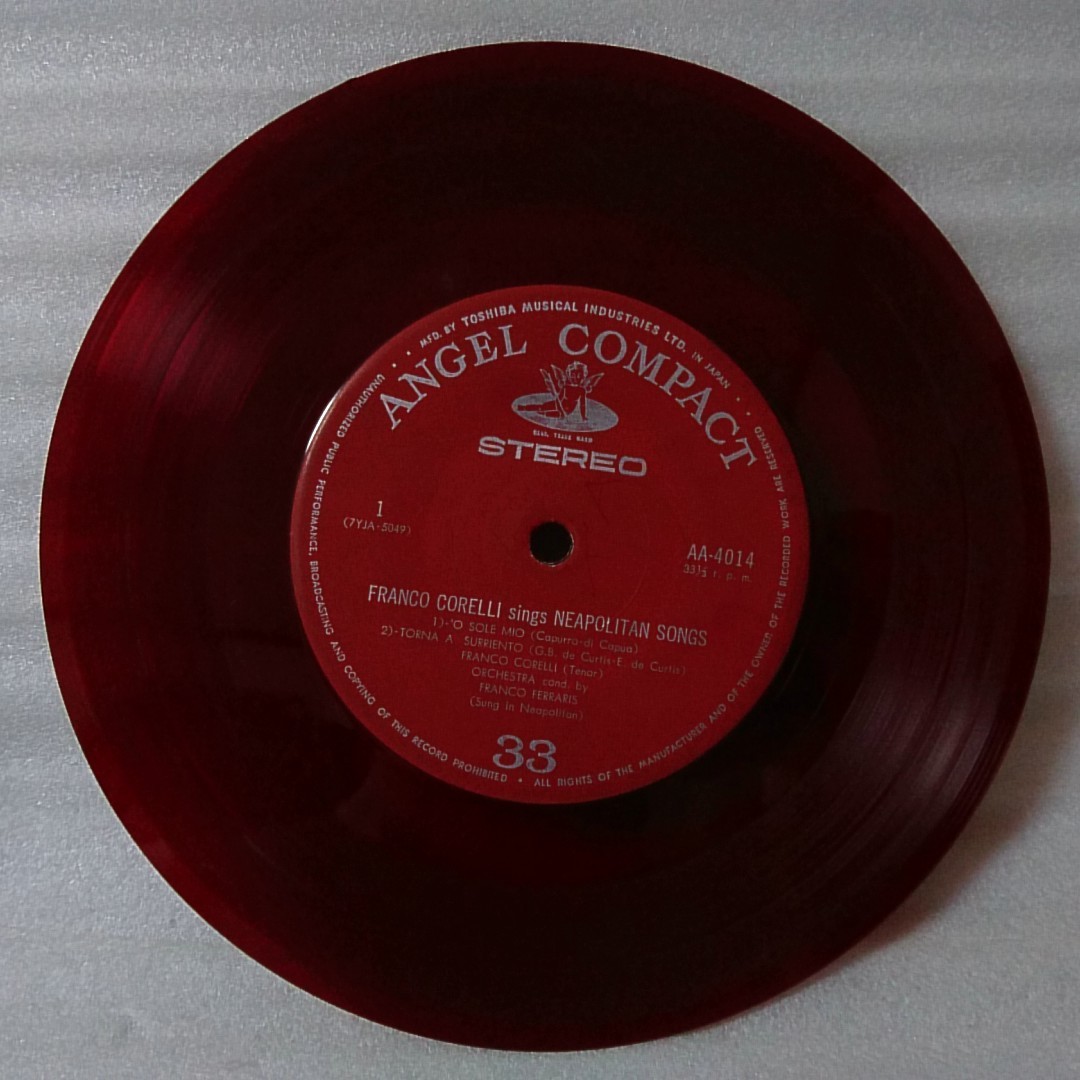 • • MFD. BY TOSHIBA MUSICAL INDUSTRIES LTD. IN JAPAN • •
ANGEL COMPACT
REG. TRADE MARK
STEREO
1
(7YJA-5049)
AA-4014
33⅓ r. p. m.
FRANCO CORELLI sings NEAPOLITAN SONGS
1)-'O SOLE MIO (Capurro-di Capua)
2)-TORNA A SURRIENTO (G.B. de Curtis-E. de Curtis)
FRANCO CORELLI (Tenor)
ORCHESTRA cond. by
FRANCO FERRARIS
(Sung in Neapolitan)
33
UNAUTHORIZED PUBLIC PERFORMANCE, BROADCASTING AND COPYING OF THIS RECORD PROHIBITED • ALL RIGHTS OF THE MANUFACTURER AND OF THE OWNER OF THE RECORDED WORK ARE RESERVED